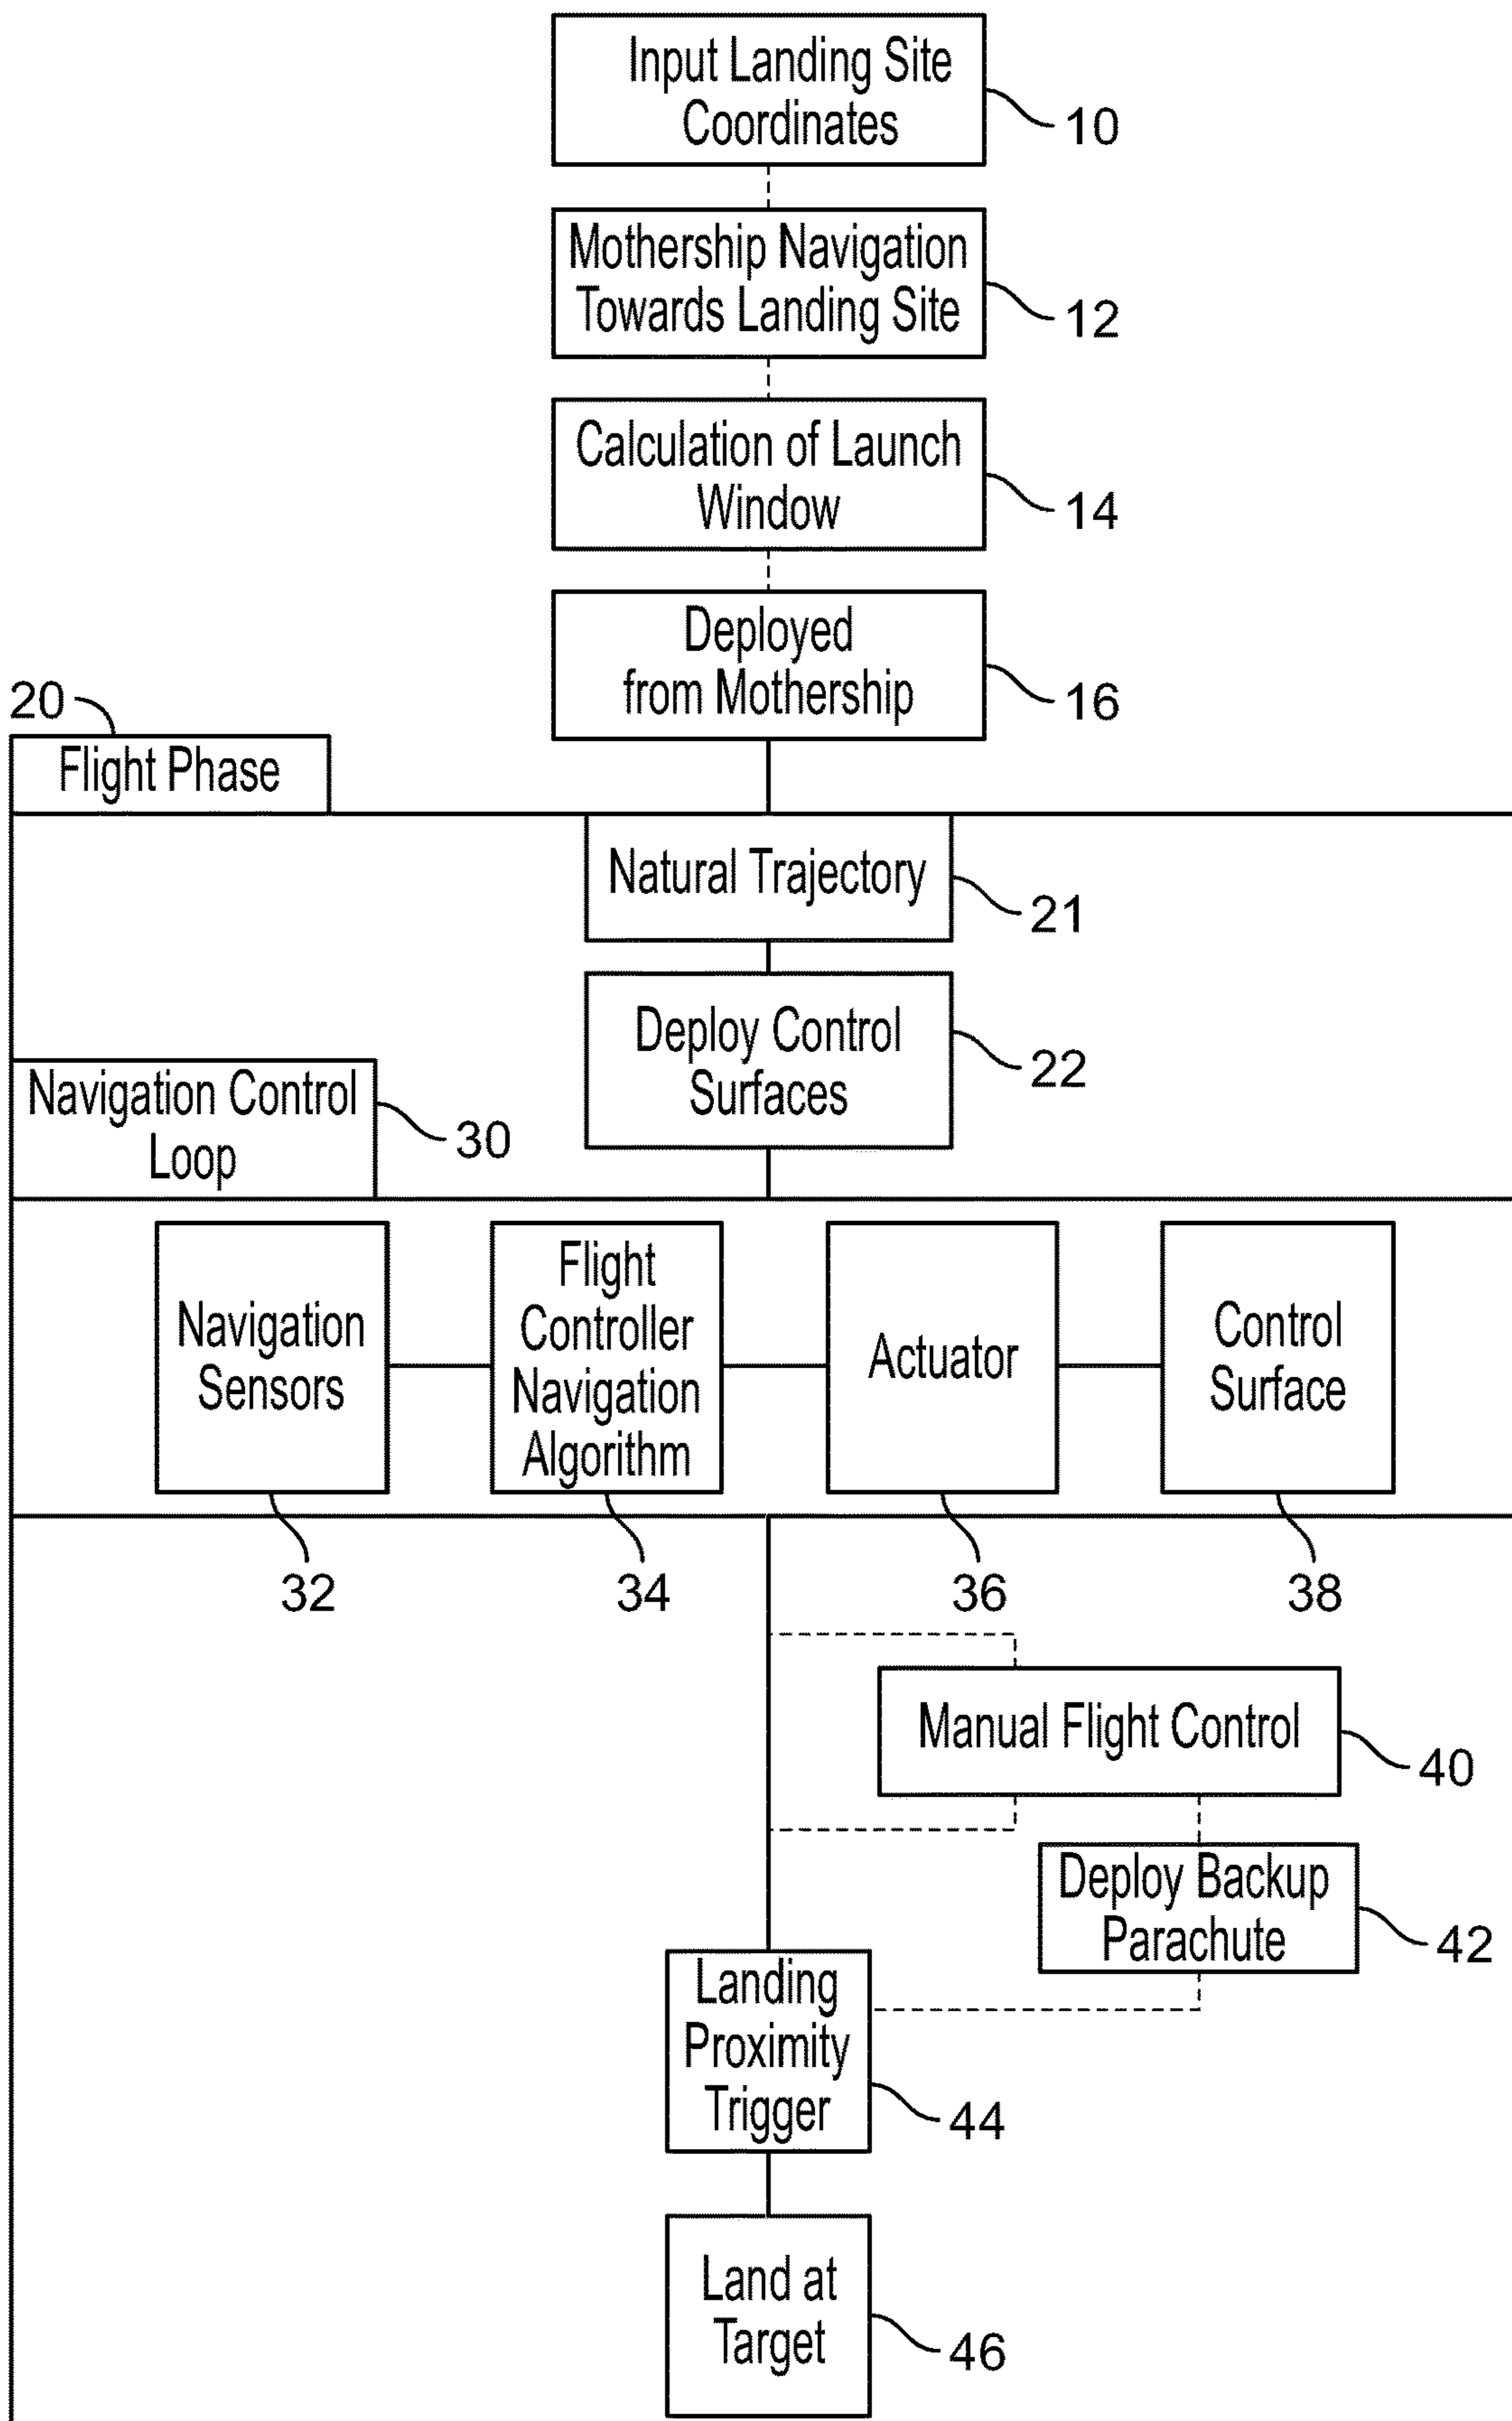 Input Landing Site
Coordinates
10
Mothership Navigation
Towards Landing Site
12
Calculation of Launch
Window
14
Deployed
from Mothership
16
20
Flight Phase
Natural Trajectory
21
Deploy Control
Surfaces
22
Navigation Control
Loop
30
Navigation
Sensors
32
Flight
Controller
Navigation
Algorithm
34
Actuator
36
Control
Surface
38
Manual Flight Control
40
Deploy Backup
Parachute
42
Landing
Proximity
Trigger
44
Land at
Target
46